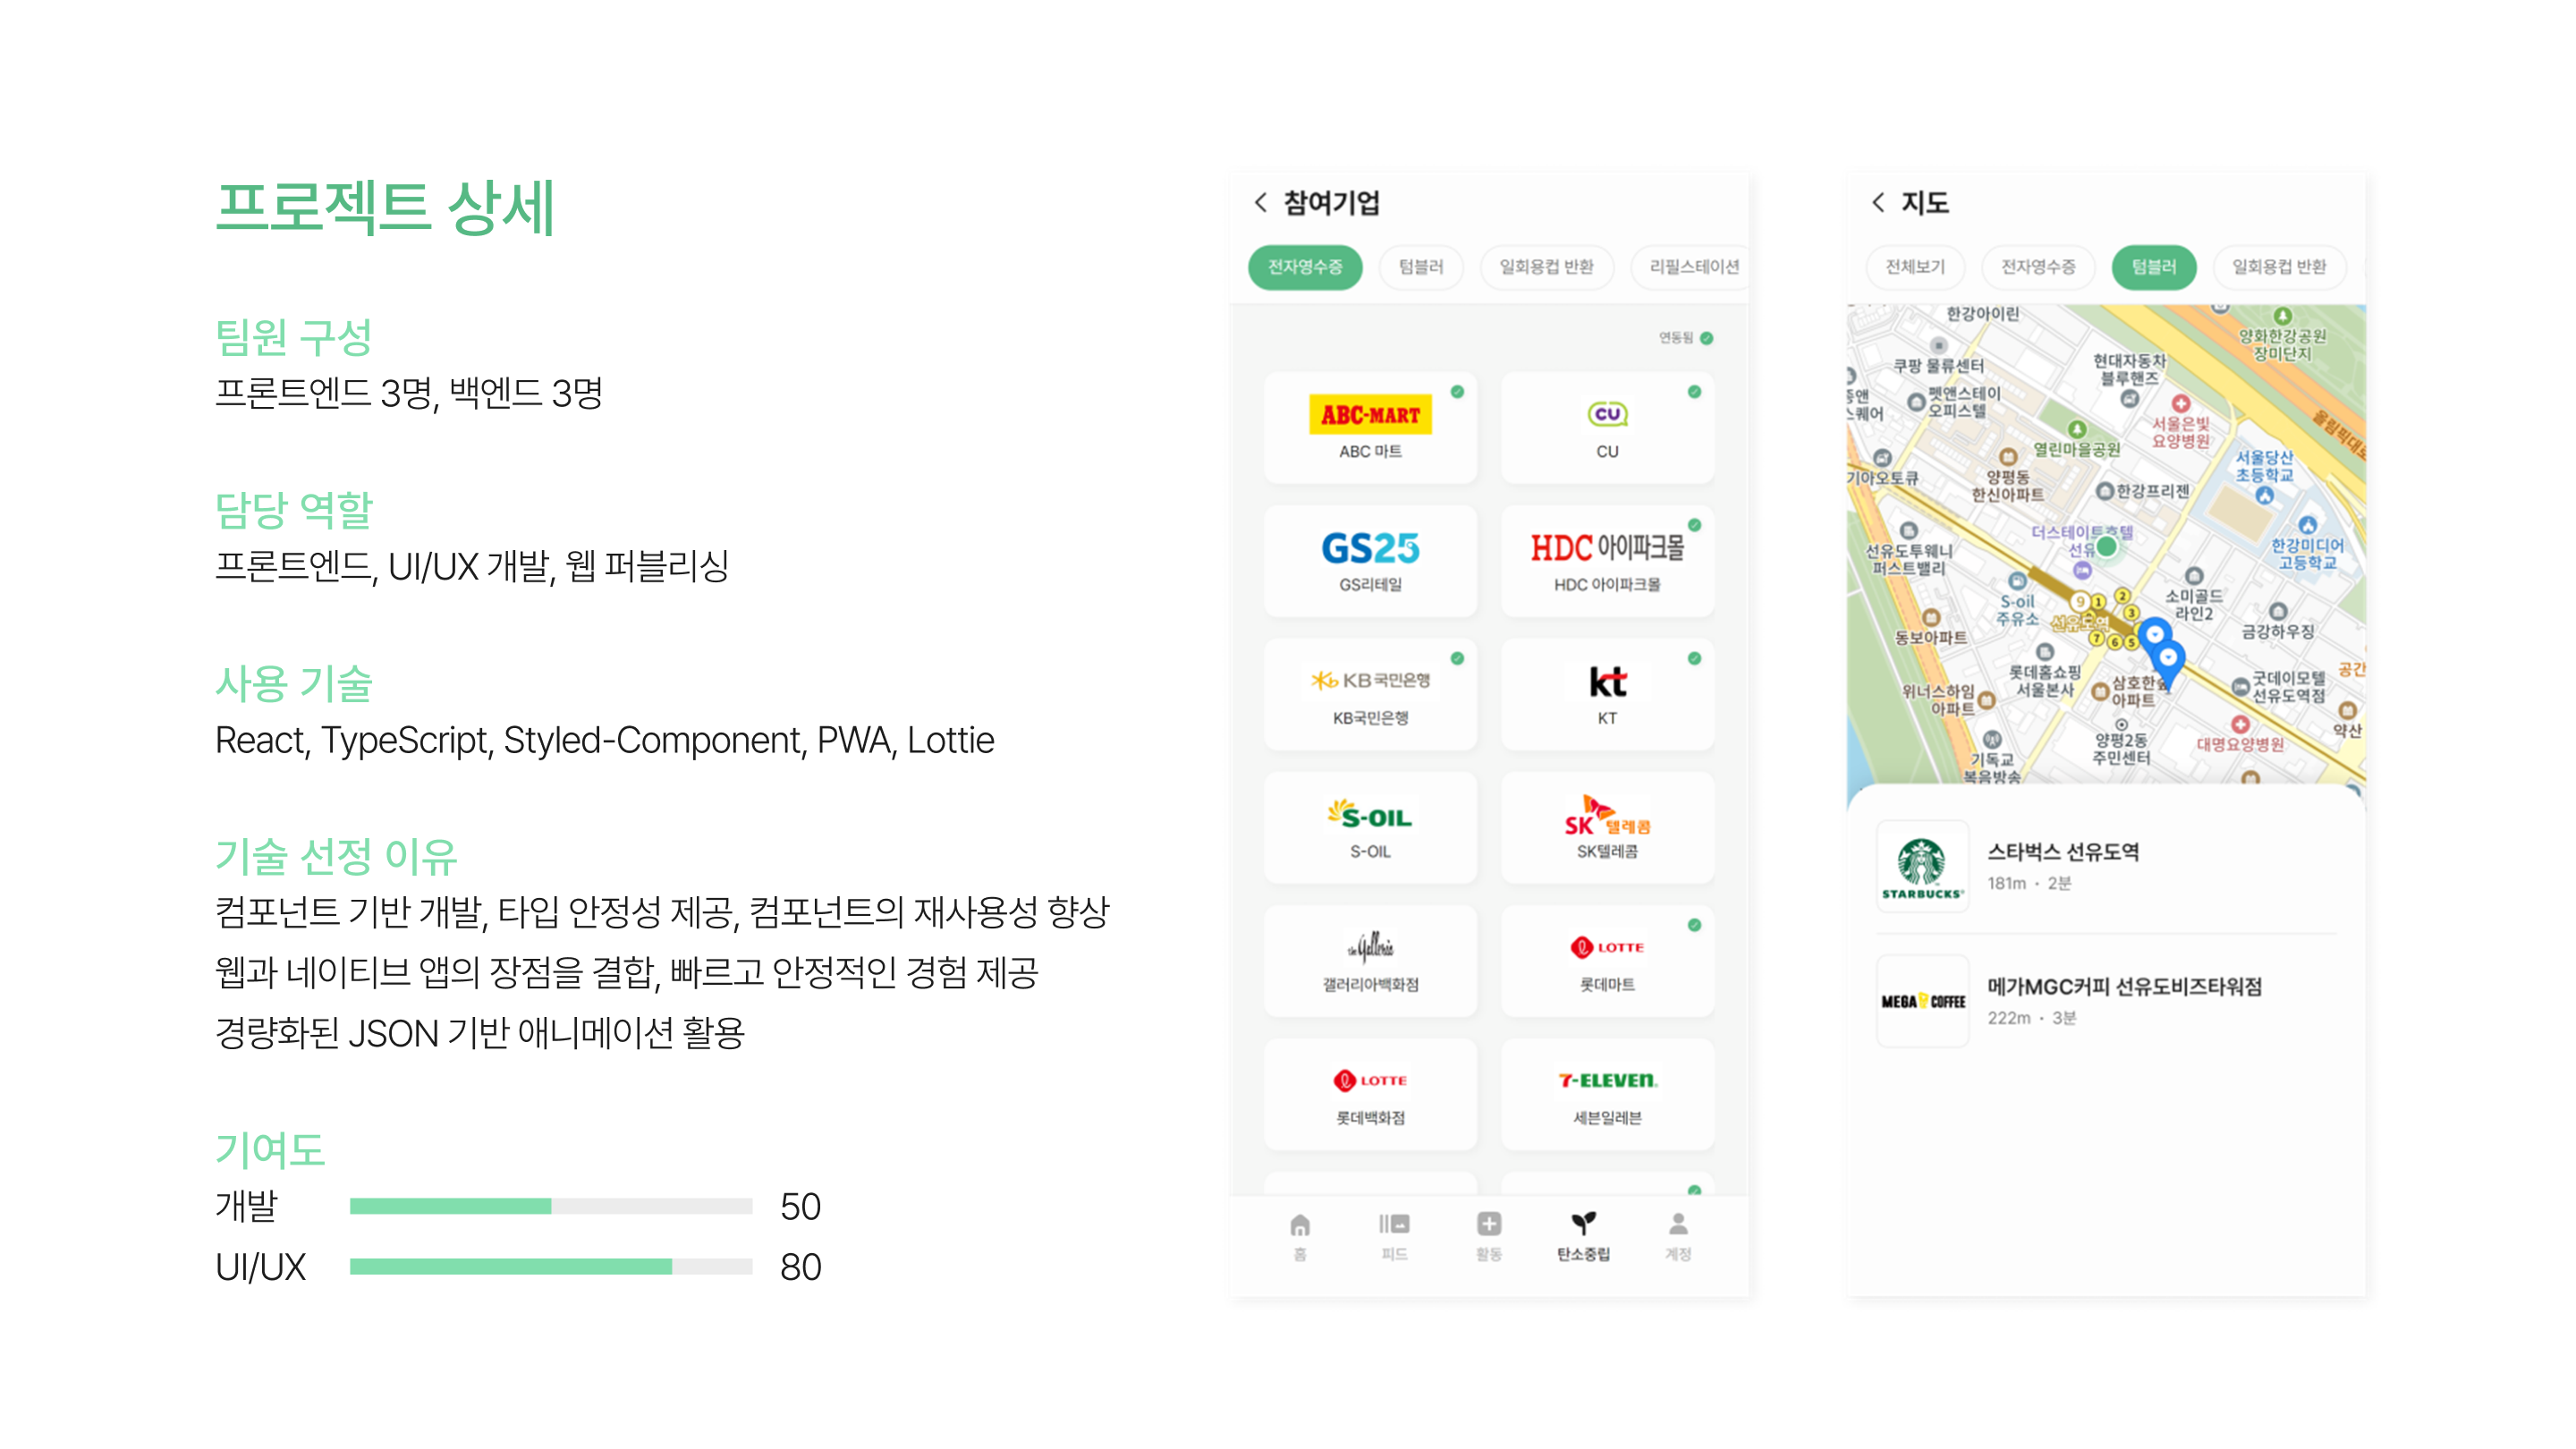 프로젝트 상세
팀원 구성
프론트엔드 3명, 백엔드 3명
담당 역할
프론트엔드, UI/UX 개발, 웹 퍼블리싱
사용 기술
React, TypeScript, Styled-Component, PWA, Lottie
기술 선정 이유
컴포넌트 기반 개발, 타입 안정성 제공, 컴포넌트의 재사용성 향상
웹과 네이티브 앱의 장점을 결합, 빠르고 안정적인 경험 제공
경량화된 JSON 기반 애니메이션 활용
기여도
개발 50
UI/UX 80
참여기업
전자영수증 텀블러 일회용컵 반환 리필스테이션
연동됨
ABC-MART
ABC 마트
CU
CU
GS25
GS리테일
HDC 아이파크몰
HDC 아이파크몰
KB국민은행
KB국민은행
kt
KT
S-OIL
S-OIL
SK 텔레콤
SK텔레콤
갤러리아백화점
LOTTE
롯데마트
LOTTE
롯데백화점
7-ELEVEn
세븐일레븐
홈 피드 활동 탄소중립 계정
지도
전체보기 전자영수증 텀블러 일회용컵 반환
한강아이린
양화한강공원
장미단지
쿠팡 물류센터
현대자동차
블루핸즈
펫앤스테이
오피스텔
서울은빛
요양병원
열린마을공원
서울당산
초등학교
기아오토큐
양평동
한신아파트
한강프리젠
올림픽대로
더스테이트호텔
선유
선유도투웨니
퍼스트밸리
한강미디어
고등학교
S-oil
주유소
9 1 2 3
선유도역
7 6 5
소미골드
라인2
금강하우징
동보아파트
롯데홈쇼핑
서울본사
삼호한숲
아파트
굿데이모텔
선유도역점
공간
위너스하임
아파트
양평2동
주민센터
대명요양병원
약산
기독교
복음방송
STARBUCKS
스타벅스 선유도역
181m · 2분
MEGA COFFEE
메가MGC커피 선유도비즈타워점
222m · 3분